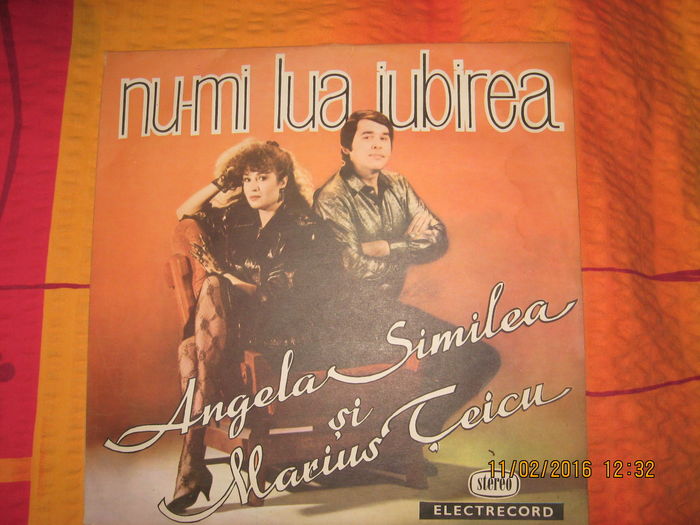 nu-mi lua iubirea
Angela Similea
și
Marius Țeicu
stereo
ELECTRECORD
11/02/2016 12:32